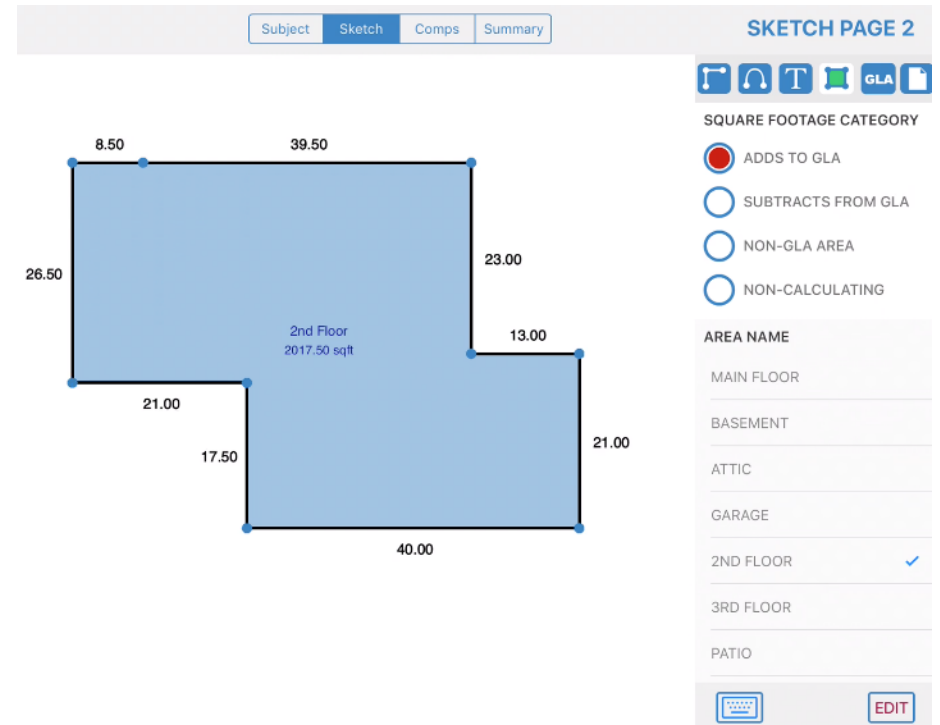 Subject Sketch Comps Summary
SKETCH PAGE 2
T GLA
SQUARE FOOTAGE CATEGORY
ADDS TO GLA
SUBTRACTS FROM GLA
NON-GLA AREA
NON-CALCULATING
AREA NAME
MAIN FLOOR
BASEMENT
ATTIC
GARAGE
2ND FLOOR
3RD FLOOR
PATIO
EDIT
8.50 39.50
26.50
23.00
2nd Floor
2017.50 sqft
13.00
21.00
17.50
21.00
40.00